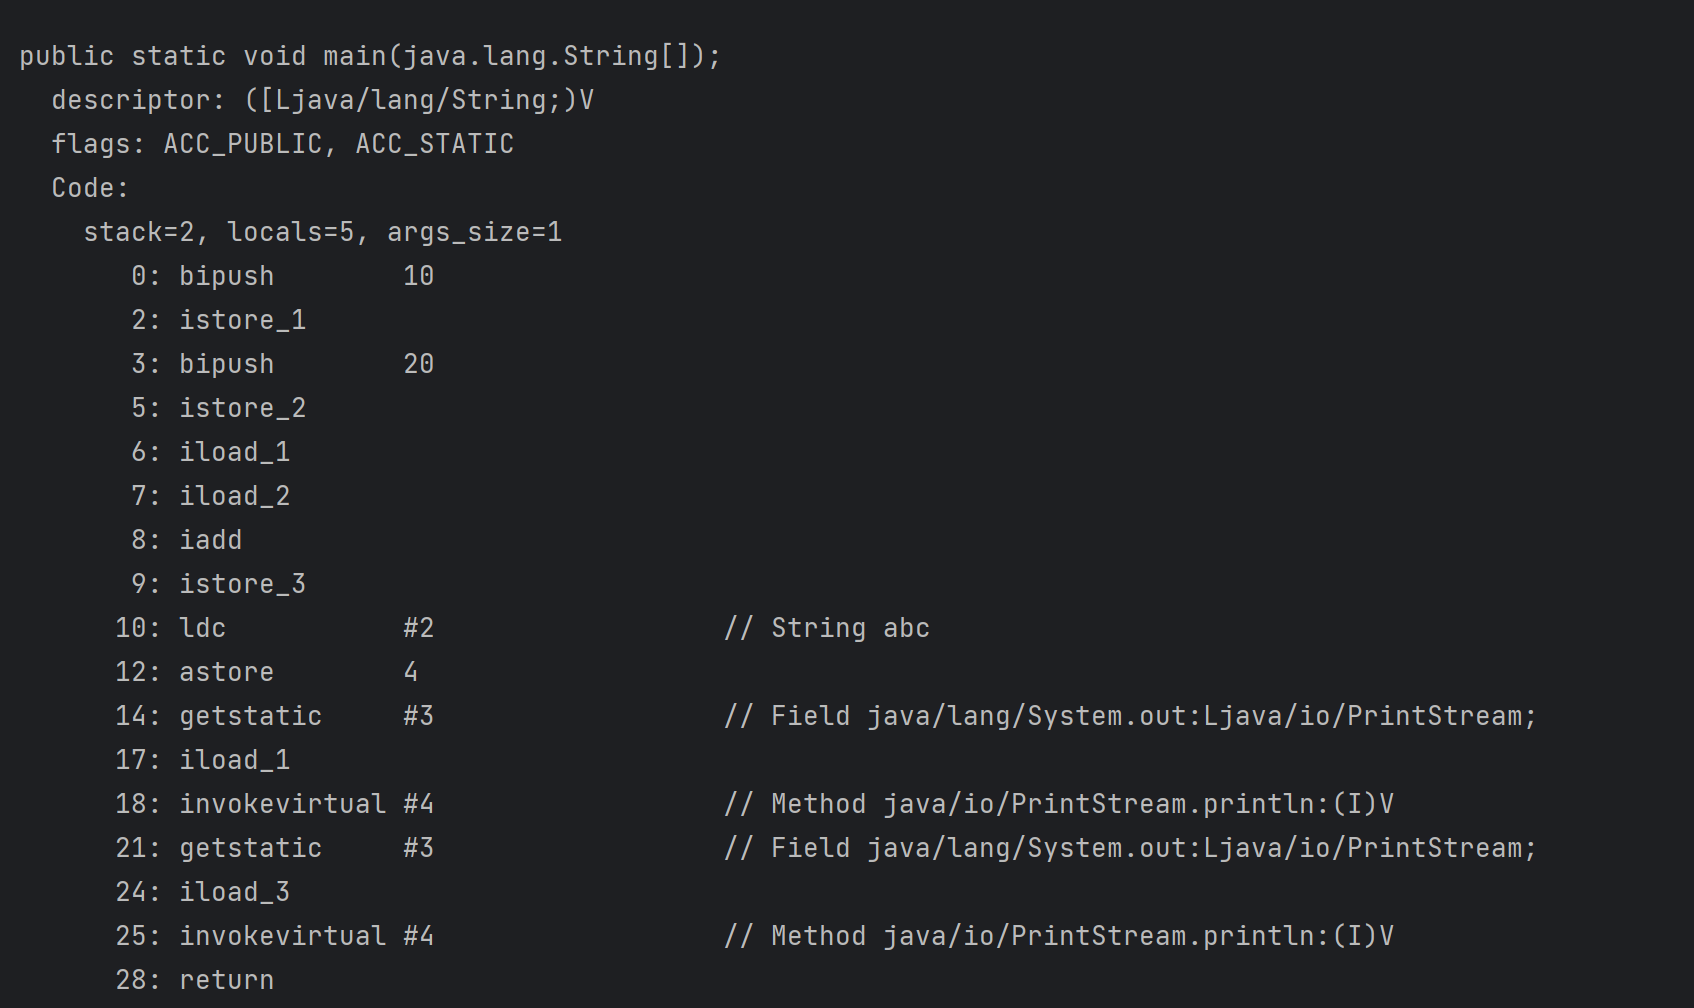 public static void main(java.lang.String[]);
  descriptor: ([Ljava/lang/String;)V
  flags: ACC_PUBLIC, ACC_STATIC
  Code:
    stack=2, locals=5, args_size=1
       0: bipush        10
       2: istore_1
       3: bipush        20
       5: istore_2
       6: iload_1
       7: iload_2
       8: iadd
       9: istore_3
      10: ldc           #2                  // String abc
      12: astore        4
      14: getstatic     #3                  // Field java/lang/System.out:Ljava/io/PrintStream;
      17: iload_1
      18: invokevirtual #4                  // Method java/io/PrintStream.println:(I)V
      21: getstatic     #3                  // Field java/lang/System.out:Ljava/io/PrintStream;
      24: iload_3
      25: invokevirtual #4                  // Method java/io/PrintStream.println:(I)V
      28: return